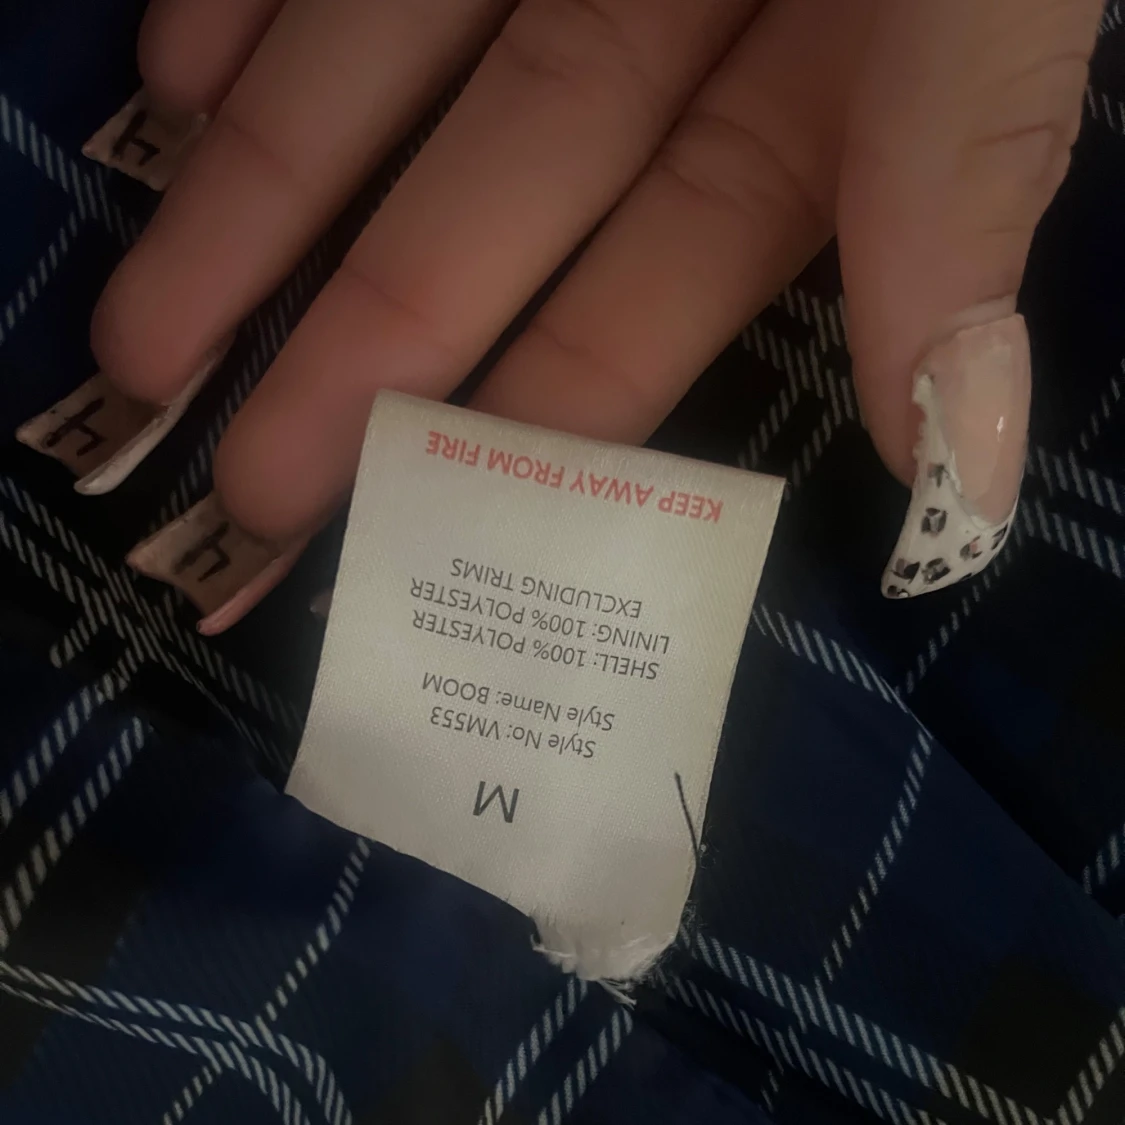 M
Style No: VM553
Style Name: BOOM
SHELL: 100% POLYESTER
LINING: 100% POLYESTER
EXCLUDING TRIMS
KEEP AWAY FROM FIRE